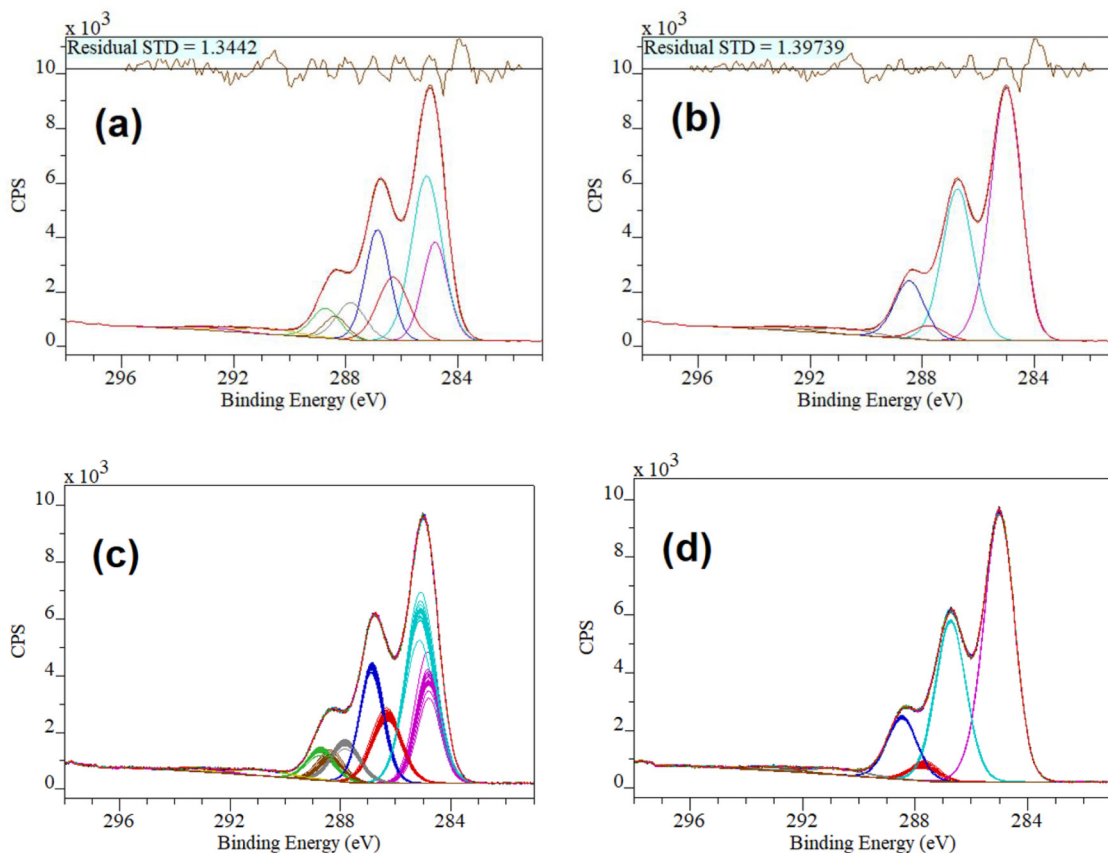 x 10³
Residual STD = 1.3442
(a)
10
8
6
4
2
0
CPS
296 292 288 284
Binding Energy (eV)
x 10³
Residual STD = 1.39739
(b)
10
8
6
4
2
0
CPS
296 292 288 284
Binding Energy (eV)
x 10³
(c)
10
8
6
4
2
0
CPS
296 292 288 284
Binding Energy (eV)
x 10³
(d)
10
8
6
4
2
0
CPS
296 292 288 284
Binding Energy (eV)